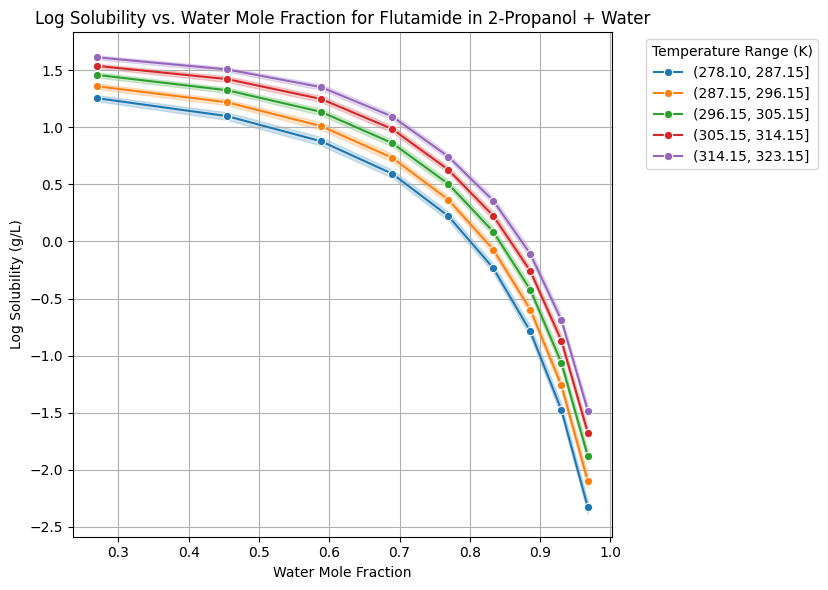 Log Solubility vs. Water Mole Fraction for Flutamide in 2-Propanol + Water
Temperature Range (K)
(278.10, 287.15]
(287.15, 296.15]
(296.15, 305.15]
(305.15, 314.15]
(314.15, 323.15]
Log Solubility (g/L)
1.5
1.0
0.5
0.0
−0.5
−1.0
−1.5
−2.0
−2.5
0.3 0.4 0.5 0.6 0.7 0.8 0.9 1.0
Water Mole Fraction